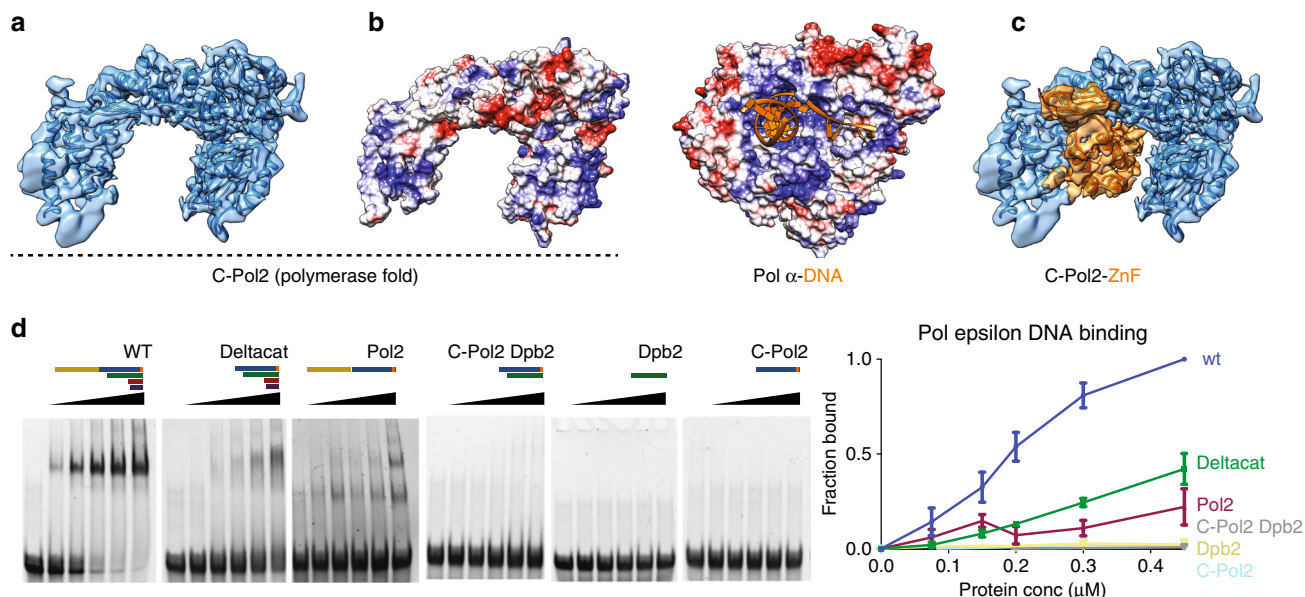 a
b
c
C-Pol2 (polymerase fold)
Pol α-DNA
C-Pol2-ZnF
d
WT
Deltacat
Pol2
C-Pol2 Dpb2
Dpb2
C-Pol2
Pol epsilon DNA binding
Fraction bound
1.0
0.5
0.0
0.0
0.1
0.2
0.3
0.4
Protein conc (μM)
wt
Deltacat
Pol2
C-Pol2 Dpb2
Dpb2
C-Pol2